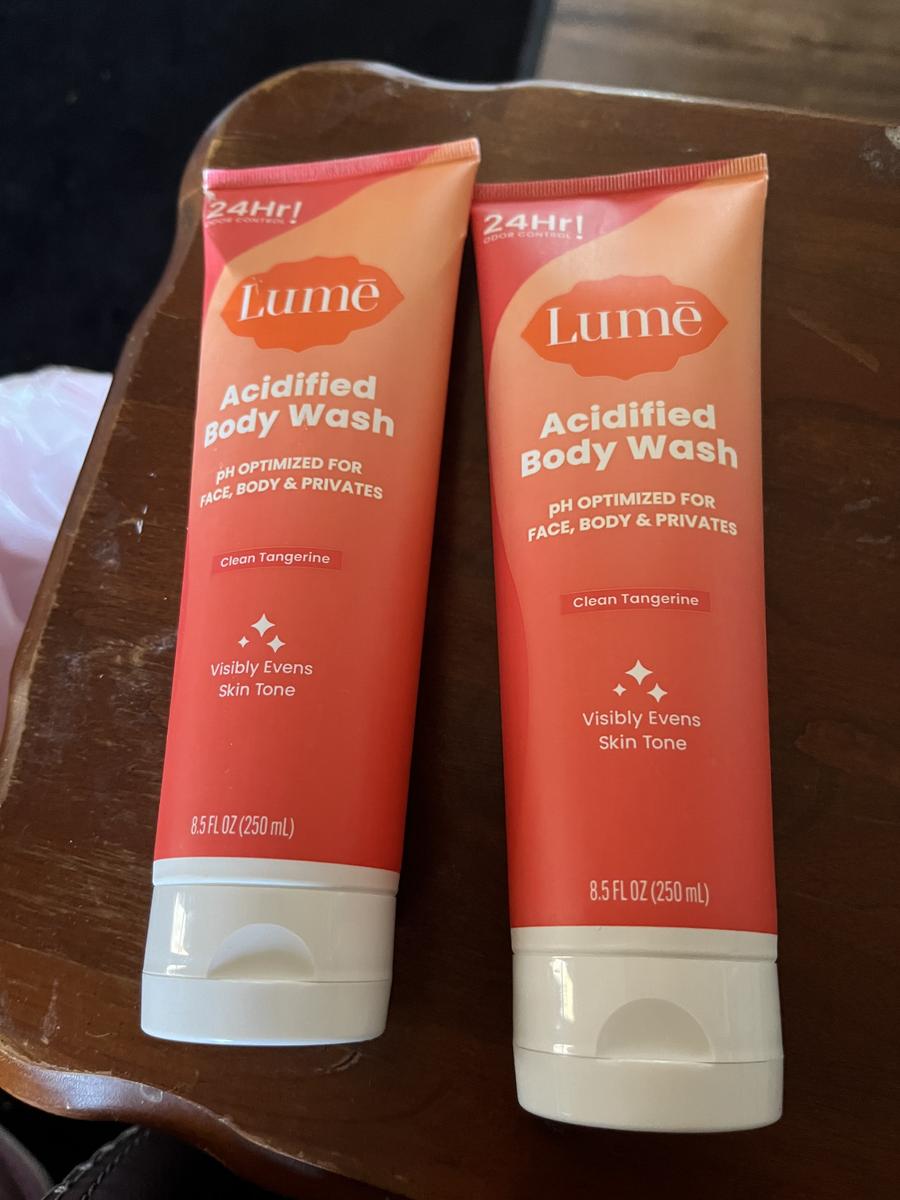 24Hr!
ODOR CONTROL
Lumē
Acidified
Body Wash
pH OPTIMIZED FOR
FACE, BODY & PRIVATES
Clean Tangerine
Visibly Evens
Skin Tone
8.5 FL OZ (250 mL)
24Hr!
ODOR CONTROL
Lumē
Acidified
Body Wash
pH OPTIMIZED FOR
FACE, BODY & PRIVATES
Clean Tangerine
Visibly Evens
Skin Tone
8.5 FL OZ (250 mL)